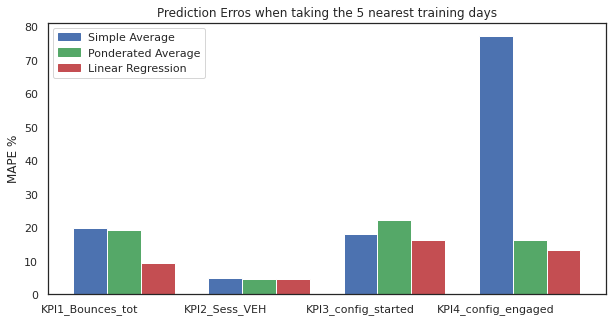 Prediction Erros when taking the 5 nearest training days
Simple Average
Ponderated Average
Linear Regression
MAPE %
80
70
60
50
40
30
20
10
0
KPI1_Bounces_tot
KPI2_Sess_VEH
KPI3_config_started
KPI4_config_engaged